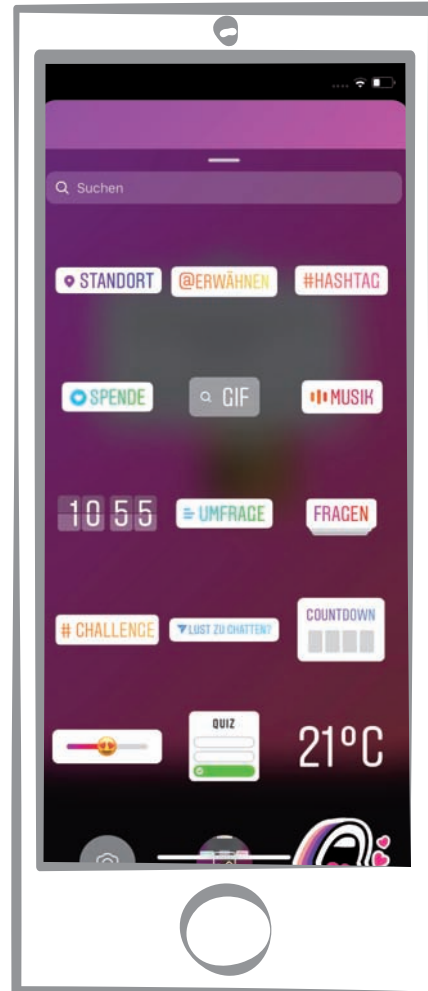 Suchen
STANDORT @ERWÄHNEN #HASHTAG
SPENDE GIF MUSIK
10 55 UMFRAGE FRAGEN
# CHALLENGE LUST ZU CHATTEN? COUNTDOWN
QUIZ
21°C